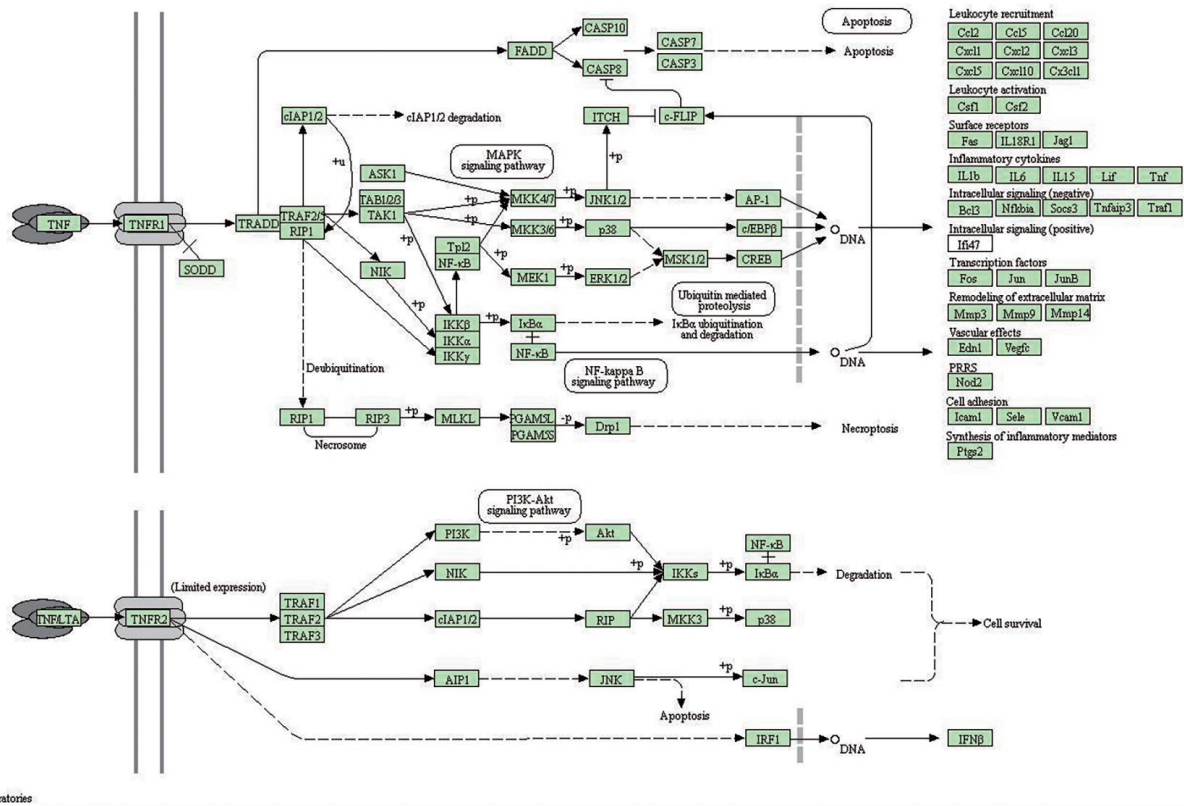 Apoptosis
Leukocyte recruitment
CASP10
Ccl2 Ccl5 Ccl20
FADD
CASP7
Apoptosis
Cxcl1 Cxcl2 Cxcl3
CASP8
CASP3
Cxcl5 Cxcl10 Cx3cl1
Leukocyte activation
Csf1 Csf2
cIAP1/2
cIAP1/2 degradation
ITCH
c-FLIP
Surface receptors
Fas IL18R1 Jag1
+u
MAPK
signaling pathway
+p
Inflammatory cytokines
ASK1
IL1b IL6 IL15 Lif Tnf
TAB1/2/3
TAK1
+p
MKK4/7
+p
JNK1/2
AP-1
Intracellular signaling (negative)
Bcl3 Nfkbia Socs3 Tnfaip3 Traf1
TNF
TNFR1
TRADD
TRAF2/5
RIP1
+p
MKK3/6
+p
p38
c/EBPβ
DNA
Intracellular signaling (positive)
Ifi47
SODD
NIK
+p
Tpl2
NF-κB
+p
MEK1
+p
ERK1/2
MSK1/2
CREB
Transcription factors
Fos Jun JunB
+p
Ubiquitin mediated
proteolysis
Remodeling of extracellular matrix
Mmp3 Mmp9 Mmp14
IKKβ
IKKα
IKKγ
+p
IκBα
IκBα ubiquitination
and degradation
NF-κB
DNA
Vascular effects
Edn1 Vegfc
Deubiquitination
NF-kappa B
signaling pathway
PRRS
Nod2
RIP1
RIP3
+p
MLKL
PGAM5L
PGAM5S
-p
Drp1
Necroptosis
Necrosome
Cell adhesion
Icam1 Sele Vcam1
Synthesis of inflammatory mediators
Ptgs2
PI3K-Akt
signaling pathway
PI3K
+p
Akt
NF-κB
(Limited expression)
NIK
+p
IKKs
+p
IκBα
Degradation
TNF/LTA
TNFR2
TRAF1
TRAF2
TRAF3
cIAP1/2
RIP
MKK3
+p
p38
Cell survival
AIP1
JNK
+p
c-Jun
Apoptosis
IRF1
DNA
IFNβ
ratories